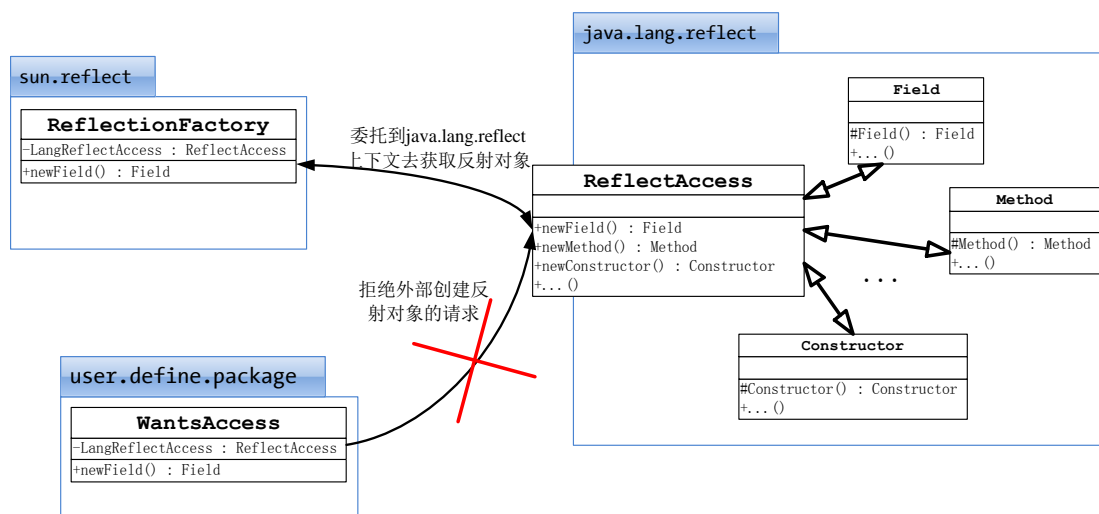 sun.reflect
ReflectionFactory
-LangReflectAccess : ReflectAccess
+newField() : Field
委托到java.lang.reflect
上下文去获取反射对象
java.lang.reflect
Field
#Field() : Field
+...()
ReflectAccess
+newField() : Field
+newMethod() : Method
+newConstructor() : Constructor
+...()
Method
#Method() : Method
+...()
...
Constructor
#Constructor() : Constructor
+...()
拒绝外部创建反
射对象的请求
user.define.package
WantsAccess
-LangReflectAccess : ReflectAccess
+newField() : Field